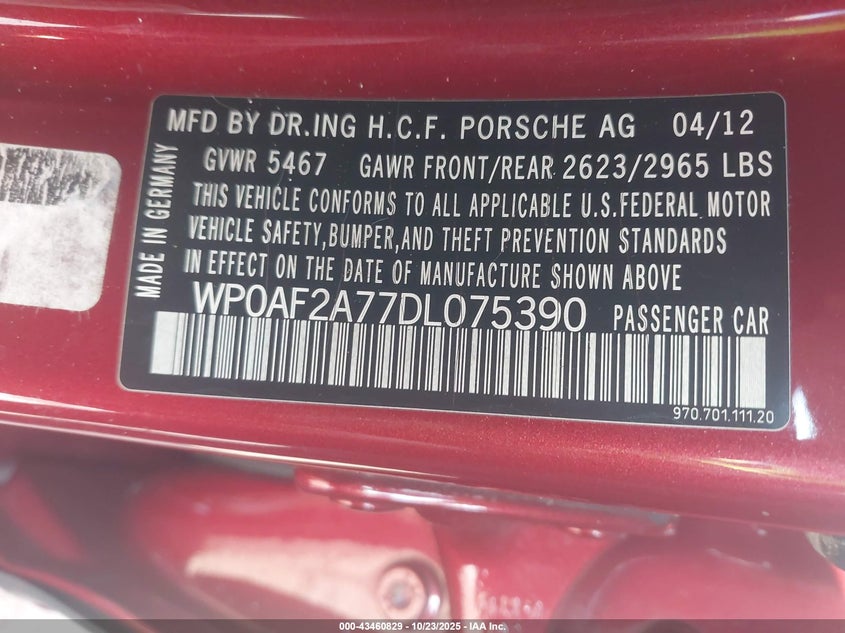 MFD BY DR.ING H.C.F. PORSCHE AG 04/12
GVWR 5467 GAWR FRONT/REAR 2623/2965 LBS
THIS VEHICLE CONFORMS TO ALL APPLICABLE U.S.FEDERAL MOTOR
VEHICLE SAFETY,BUMPER,AND THEFT PREVENTION STANDARDS
IN EFFECT ON THE DATE OF MANUFACTURE SHOWN ABOVE
MADE IN GERMANY
WP0AF2A77DL075390 PASSENGER CAR
970.701.111.20
000-43460829 - 10/23/2025 - IAA Inc.